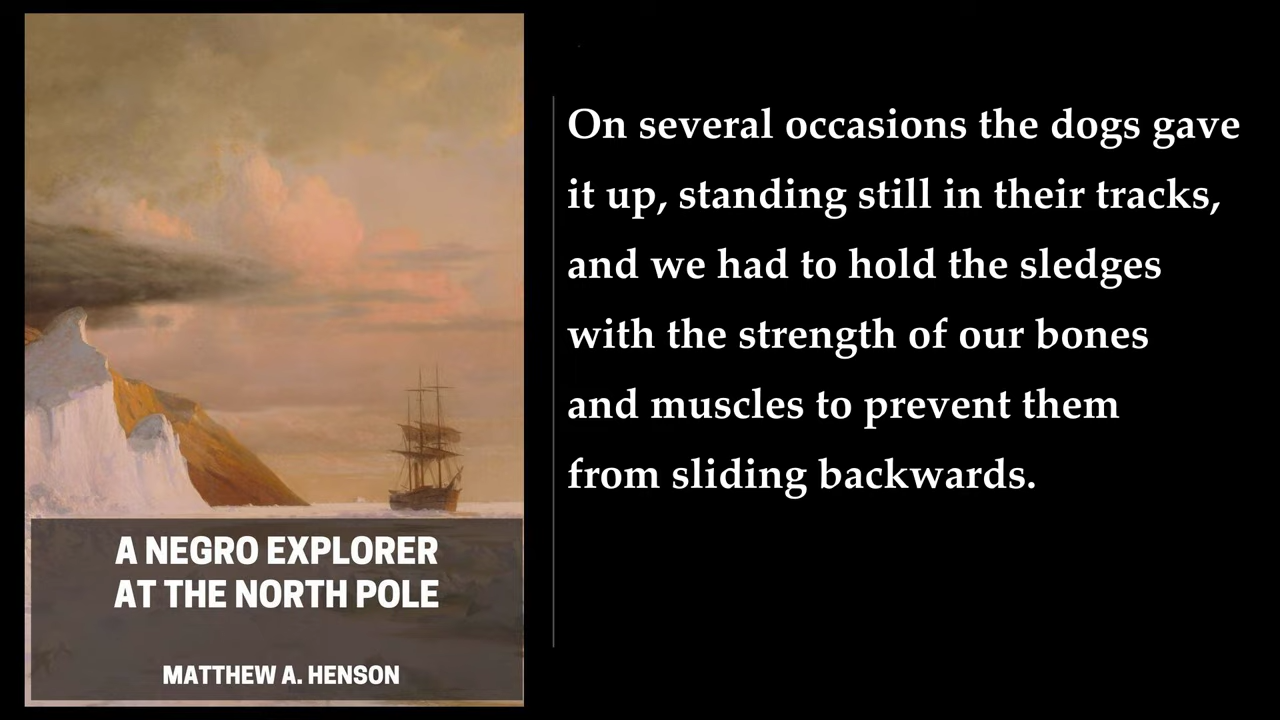 A NEGRO EXPLORER
AT THE NORTH POLE
MATTHEW A. HENSON
On several occasions the dogs gave
it up, standing still in their tracks,
and we had to hold the sledges
with the strength of our bones
and muscles to prevent them
from sliding backwards.